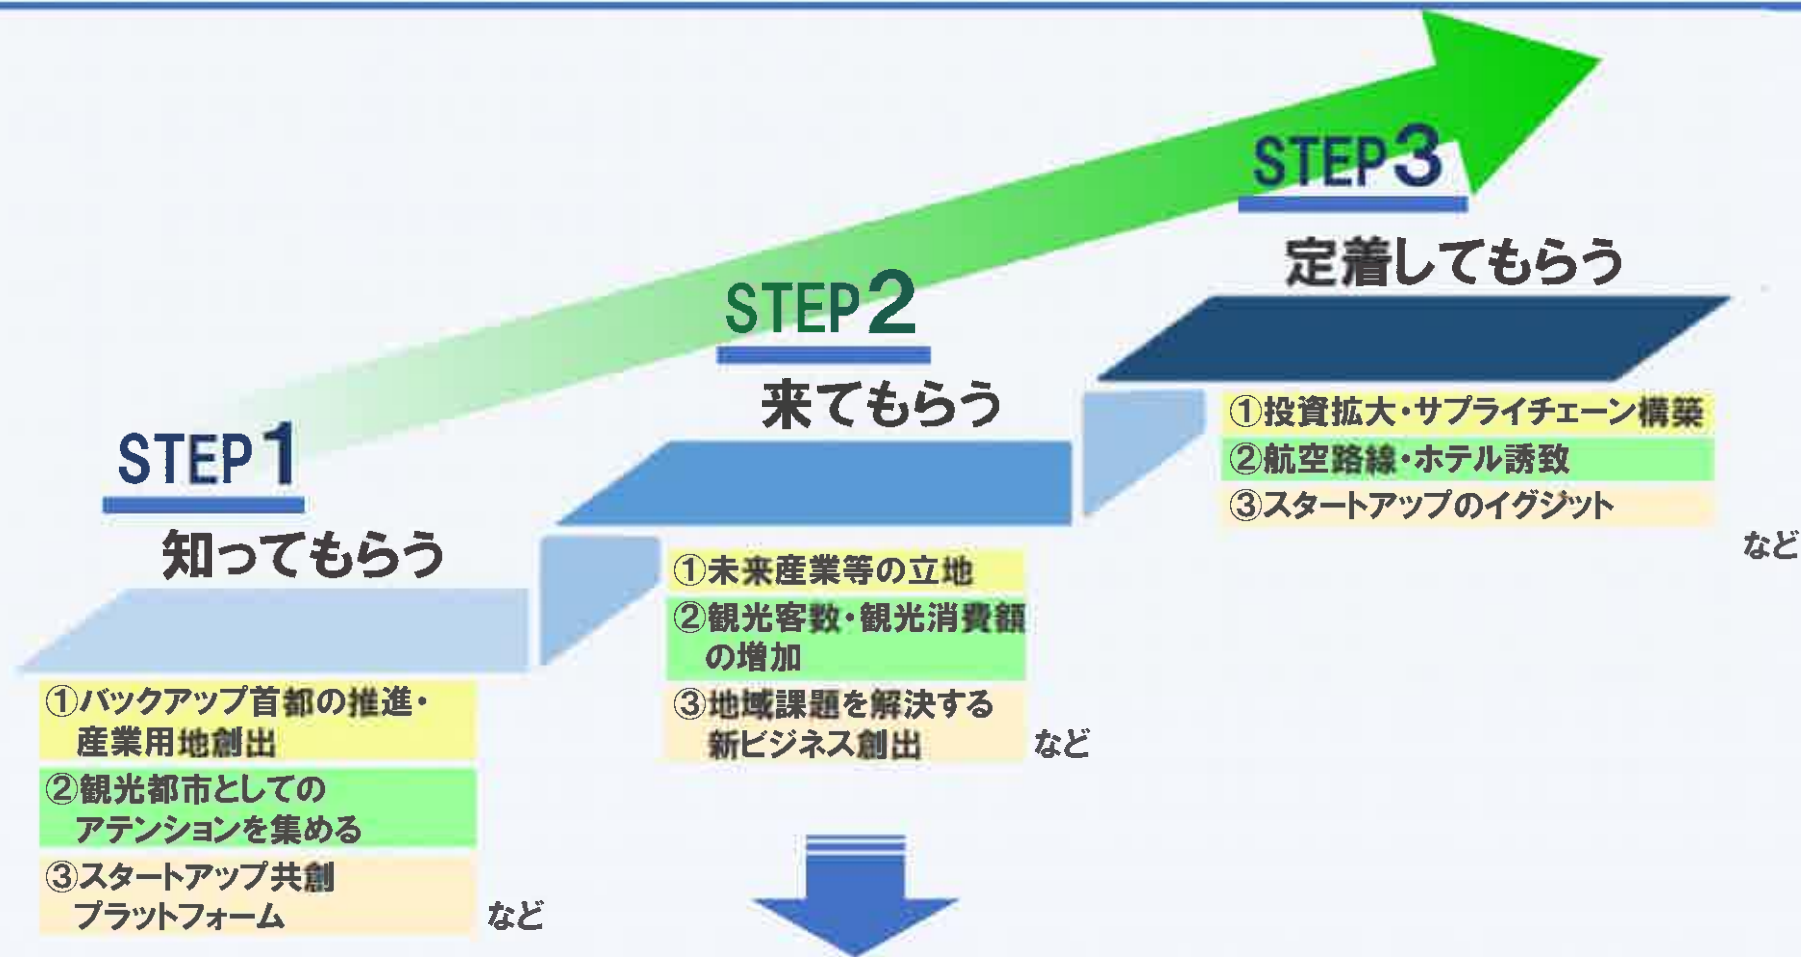 STEP1
知ってもらう
①バックアップ首都の推進・
産業用地創出
②観光都市としての
アテンションを集める
③スタートアップ共創
プラットフォーム
など
STEP2
来てもらう
①未来産業等の立地
②観光客数・観光消費額
の増加
③地域課題を解決する
新ビジネス創出
など
STEP3
定着してもらう
①投資拡大・サプライチェーン構築
②航空路線・ホテル誘致
③スタートアップのイグジット
など